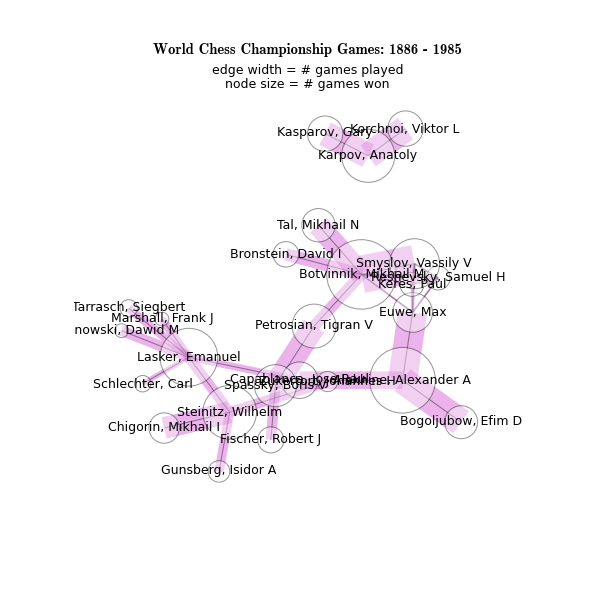 World Chess Championship Games: 1886 - 1985
edge width = # games played
node size = # games won
Korchnoi, Viktor L
Kasparov, Gary
Karpov, Anatoly
Tal, Mikhail N
Bronstein, David I
Smyslov, Vassily V
Botvinnik, Mikhail M
Reshevsky, Samuel H
Keres, Paul
Tarrasch, Siegbert
Euwe, Max
Marshall, Frank J
Petrosian, Tigran V
nowski, Dawid M
Lasker, Emanuel
Alexander A
Schlechter, Carl
Spassky, Boris V
Steinitz, Wilhelm
Bogoljubow, Efim D
Chigorin, Mikhail I
Fischer, Robert J
Gunsberg, Isidor A